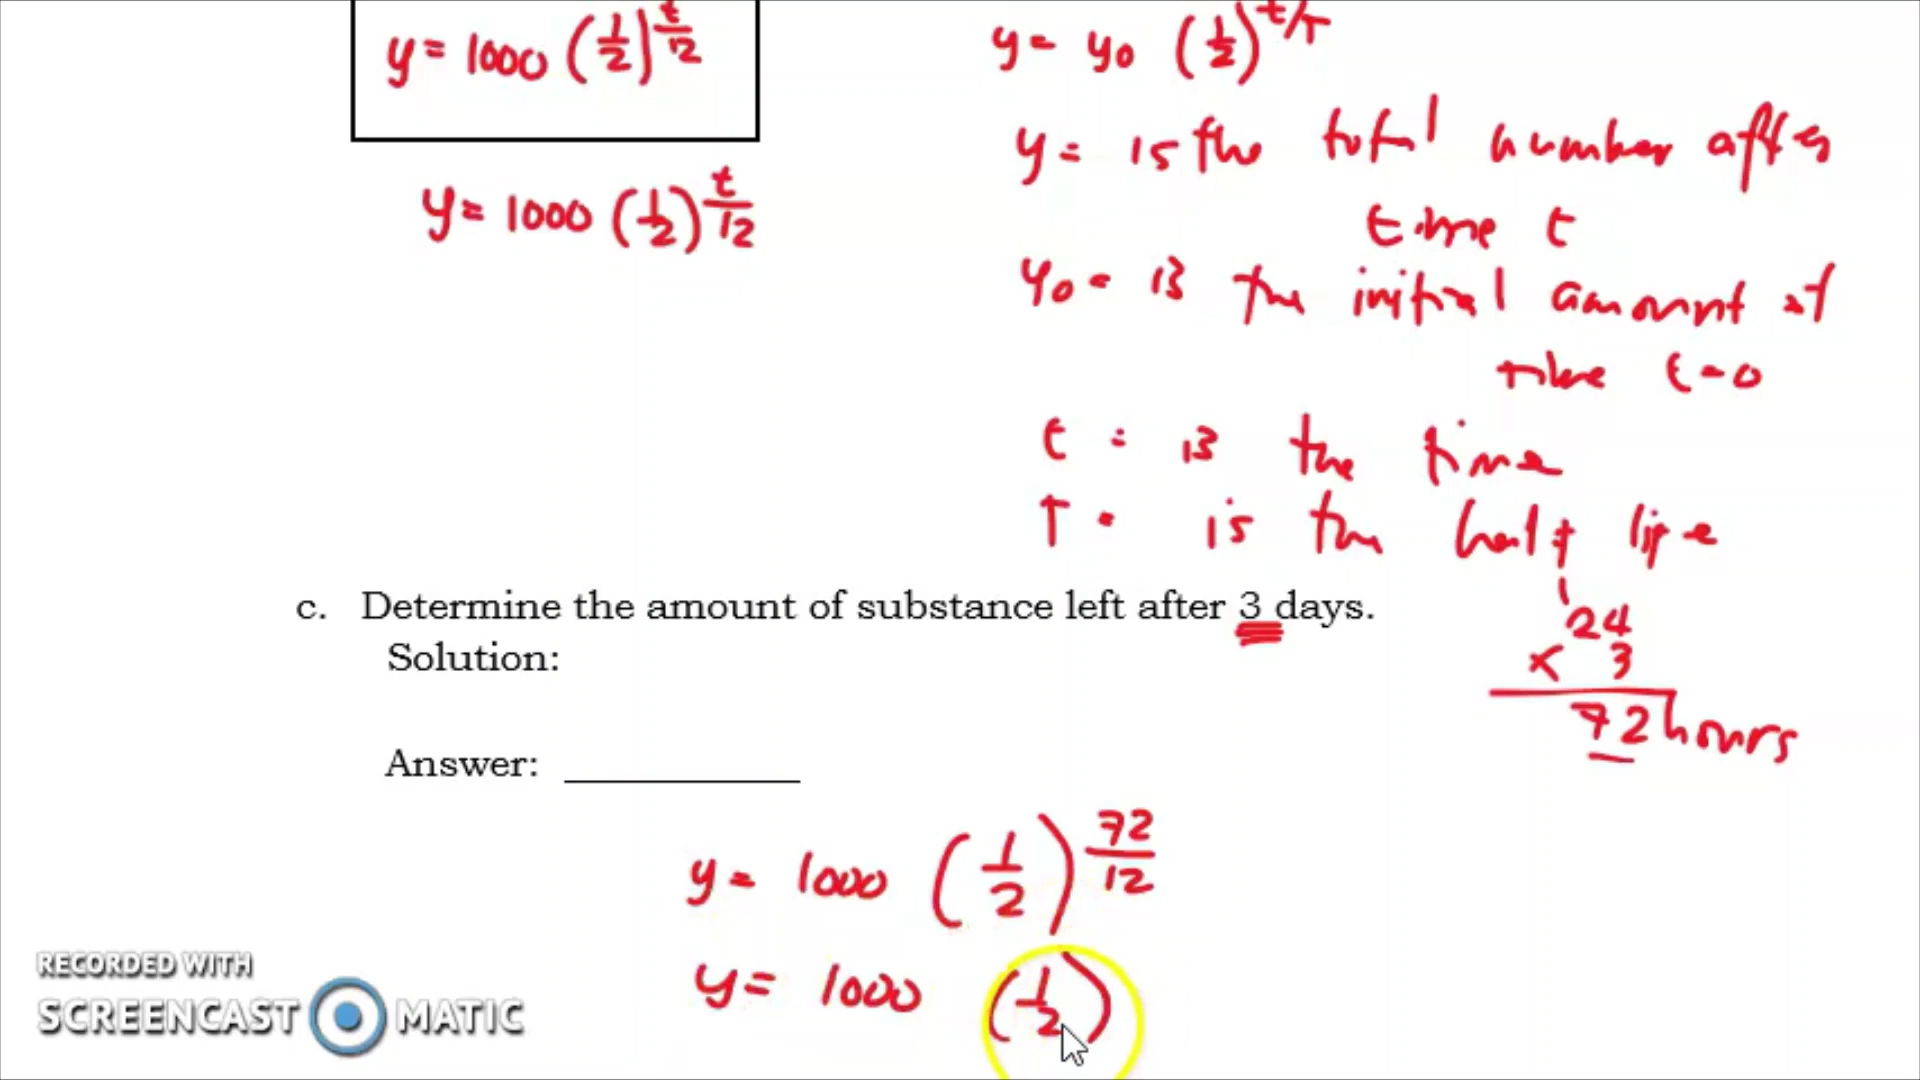 y = 1000 (1/2)^t/12
y = y₀ (1/2)^t/T
y = is the total number after
time t
y = 1000 (1/2)^t/12
y₀ = is the initial amount at
time t=0
t = is the time
T = is the half life
c. Determine the amount of substance left after 3 days.
Solution:
1
24
× 3
72 hours
Answer: ___________
y = 1000 (1/2)^72/12
y = 1000 (1/2)
RECORDED WITH
SCREENCAST MATIC